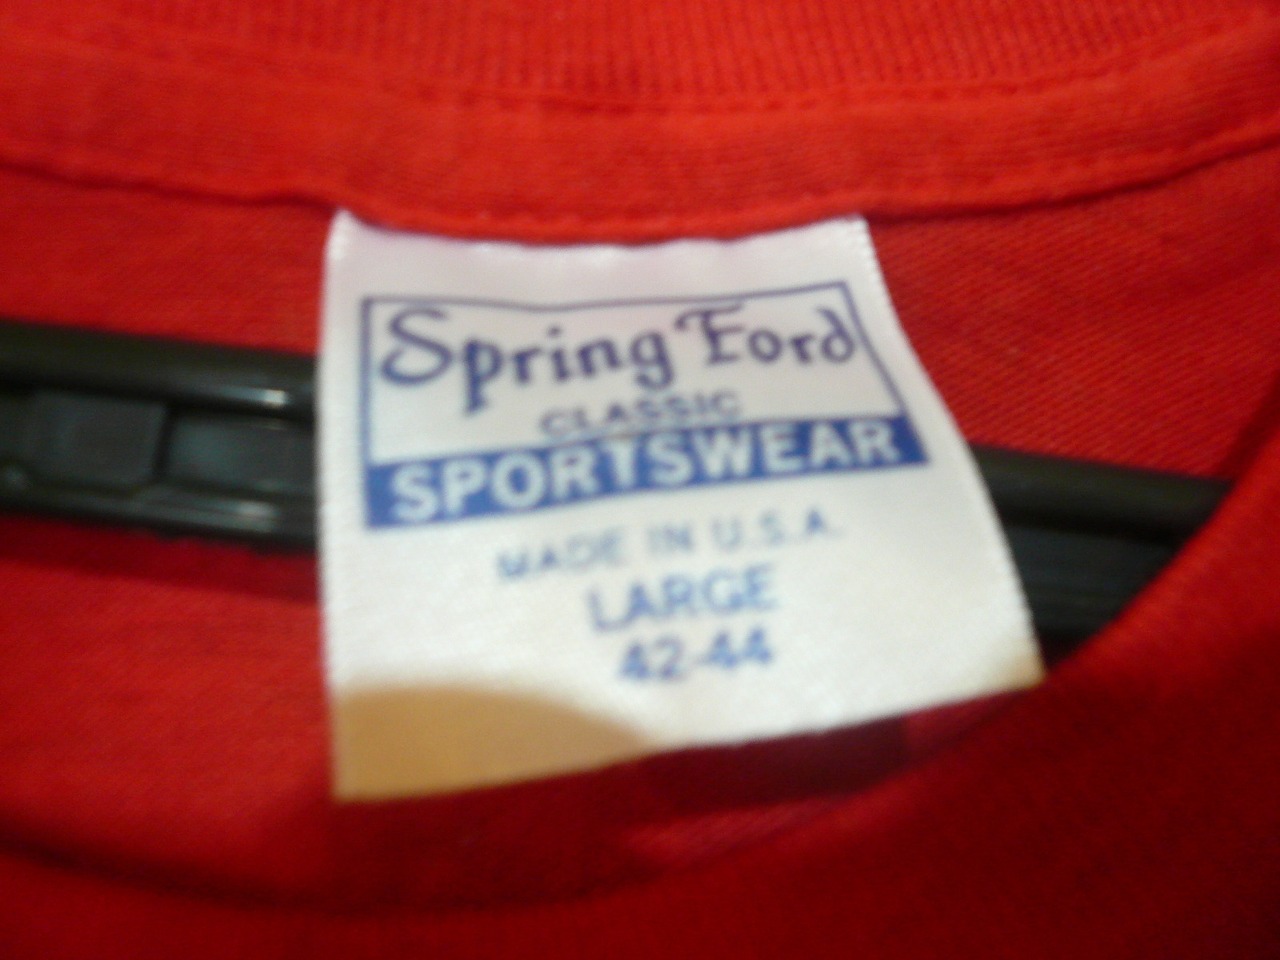 Spring Ford
CLASSIC
SPORTSWEAR
MADE IN U.S.A.
LARGE
42-44